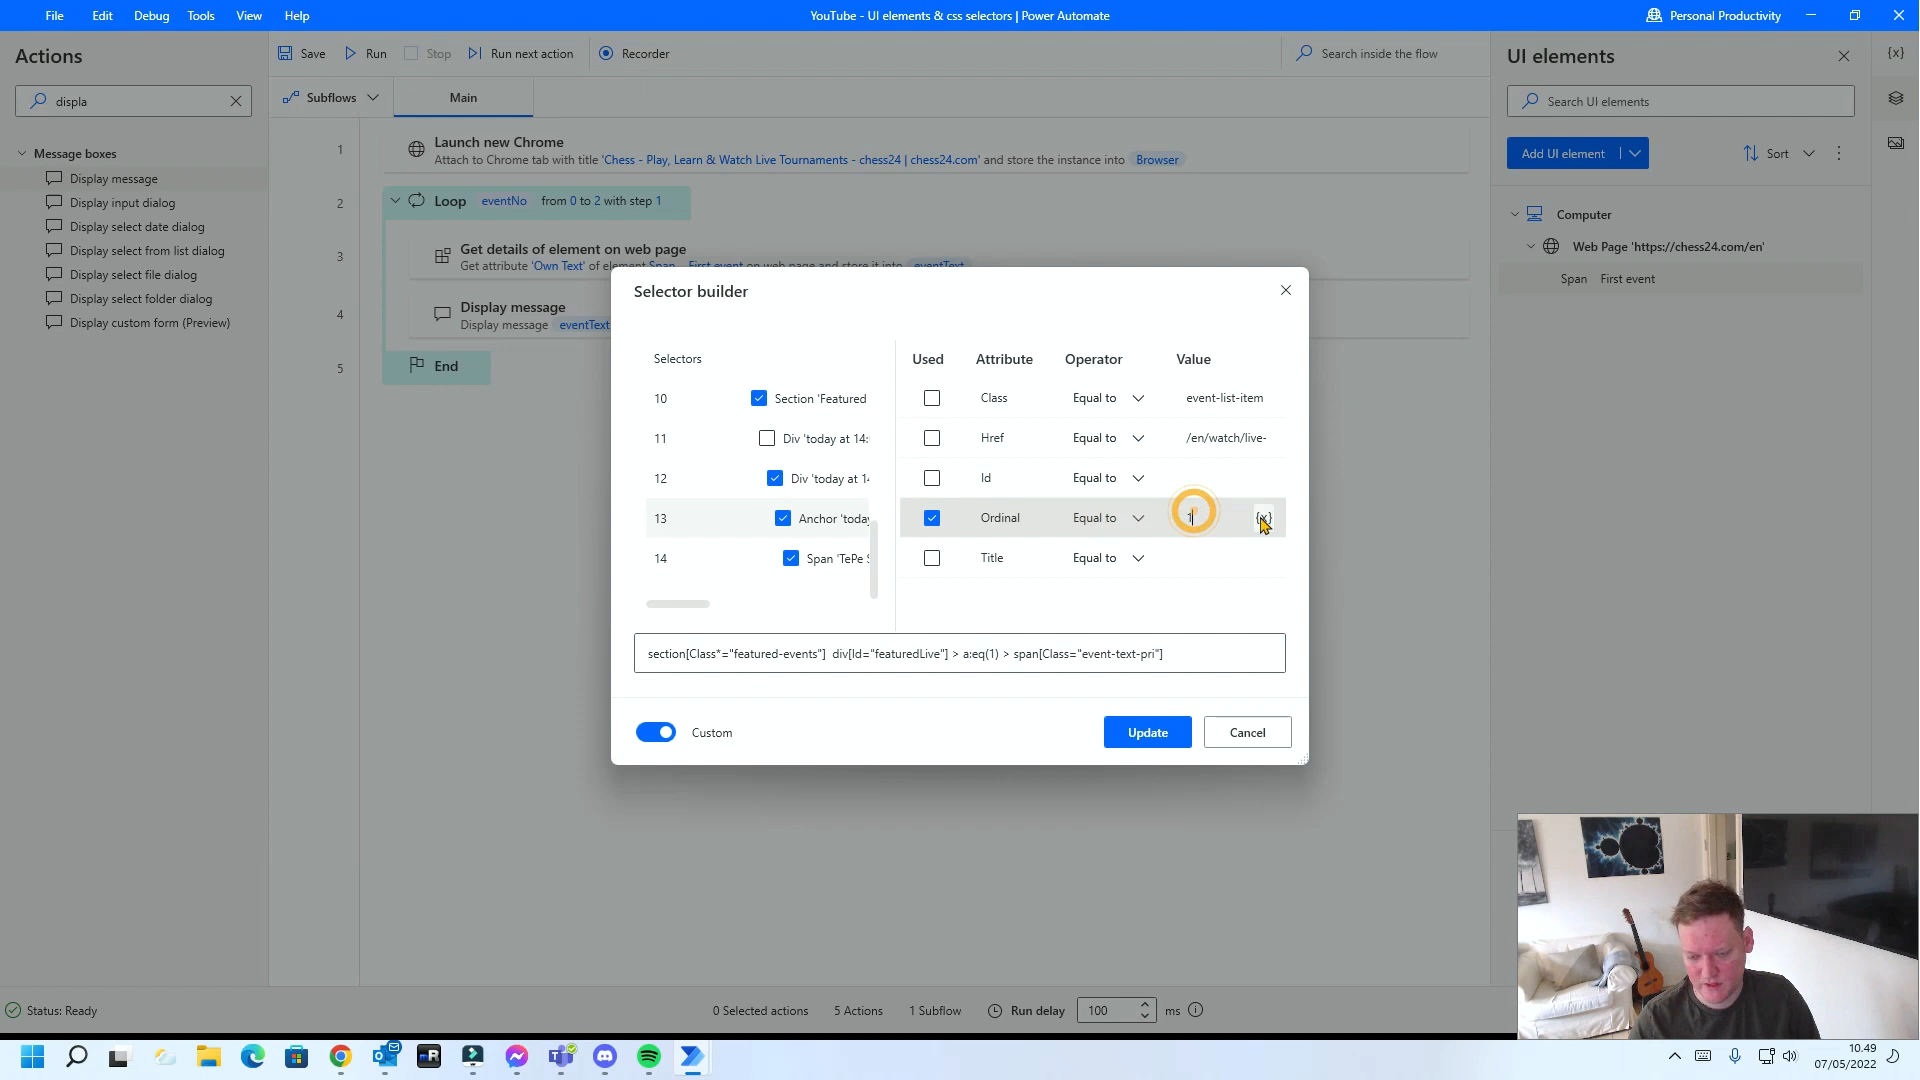 File Edit Debug Tools View Help
YouTube - UI elements & css selectors | Power Automate
Personal Productivity
Actions
displa
Message boxes
Display message
Display input dialog
Display select date dialog
Display select from list dialog
Display select file dialog
Display select folder dialog
Display custom form (Preview)
Save Run Stop Run next action Recorder
Search inside the flow
Subflows Main
1 Launch new Chrome
Attach to Chrome tab with title 'Chess - Play, Learn & Watch Live Tournaments - chess24 | chess24.com' and store the instance into Browser
2 Loop eventNo from 0 to 2 with step 1
3 Get details of element on web page
Get attribute 'Own Text' of element Span First event on web page and store it into eventText
4 Display message
Display message eventText
5 End
UI elements
{x}
Search UI elements
Add UI element
Sort
Computer
Web Page 'https://chess24.com/en'
Span First event
Selector builder
Selectors
10 Section 'Featured
11 Div 'today at 14:
12 Div 'today at 14
13 Anchor 'today
14 Span 'TePe
Used Attribute Operator Value
Class Equal to event-list-item
Href Equal to /en/watch/live-
Id Equal to
Ordinal Equal to 1 {x}
Title Equal to
section[Class*="featured-events"] div[Id="featuredLive"] > a:eq(1) > span[Class="event-text-pri"]
Custom
Update Cancel
Status: Ready
0 Selected actions 5 Actions 1 Subflow Run delay 100 ms
10.49
07/05/2022